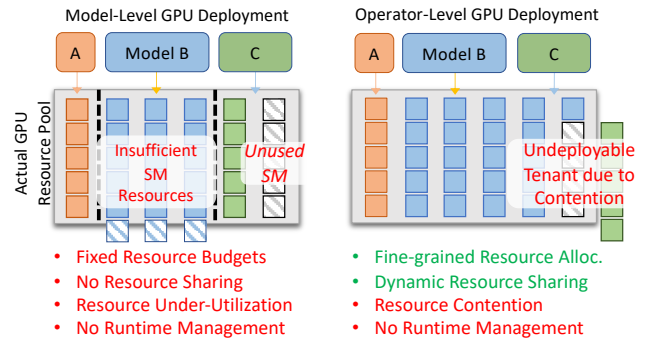 Model-Level GPU Deployment
A
Model B
C
Actual GPU
Resource Pool
Insufficient
SM
Resources
Unused
SM
• Fixed Resource Budgets
• No Resource Sharing
• Resource Under-Utilization
• No Runtime Management
Operator-Level GPU Deployment
A
Model B
C
Undeployable
Tenant due to
Contention
• Fine-grained Resource Alloc.
• Dynamic Resource Sharing
• Resource Contention
• No Runtime Management